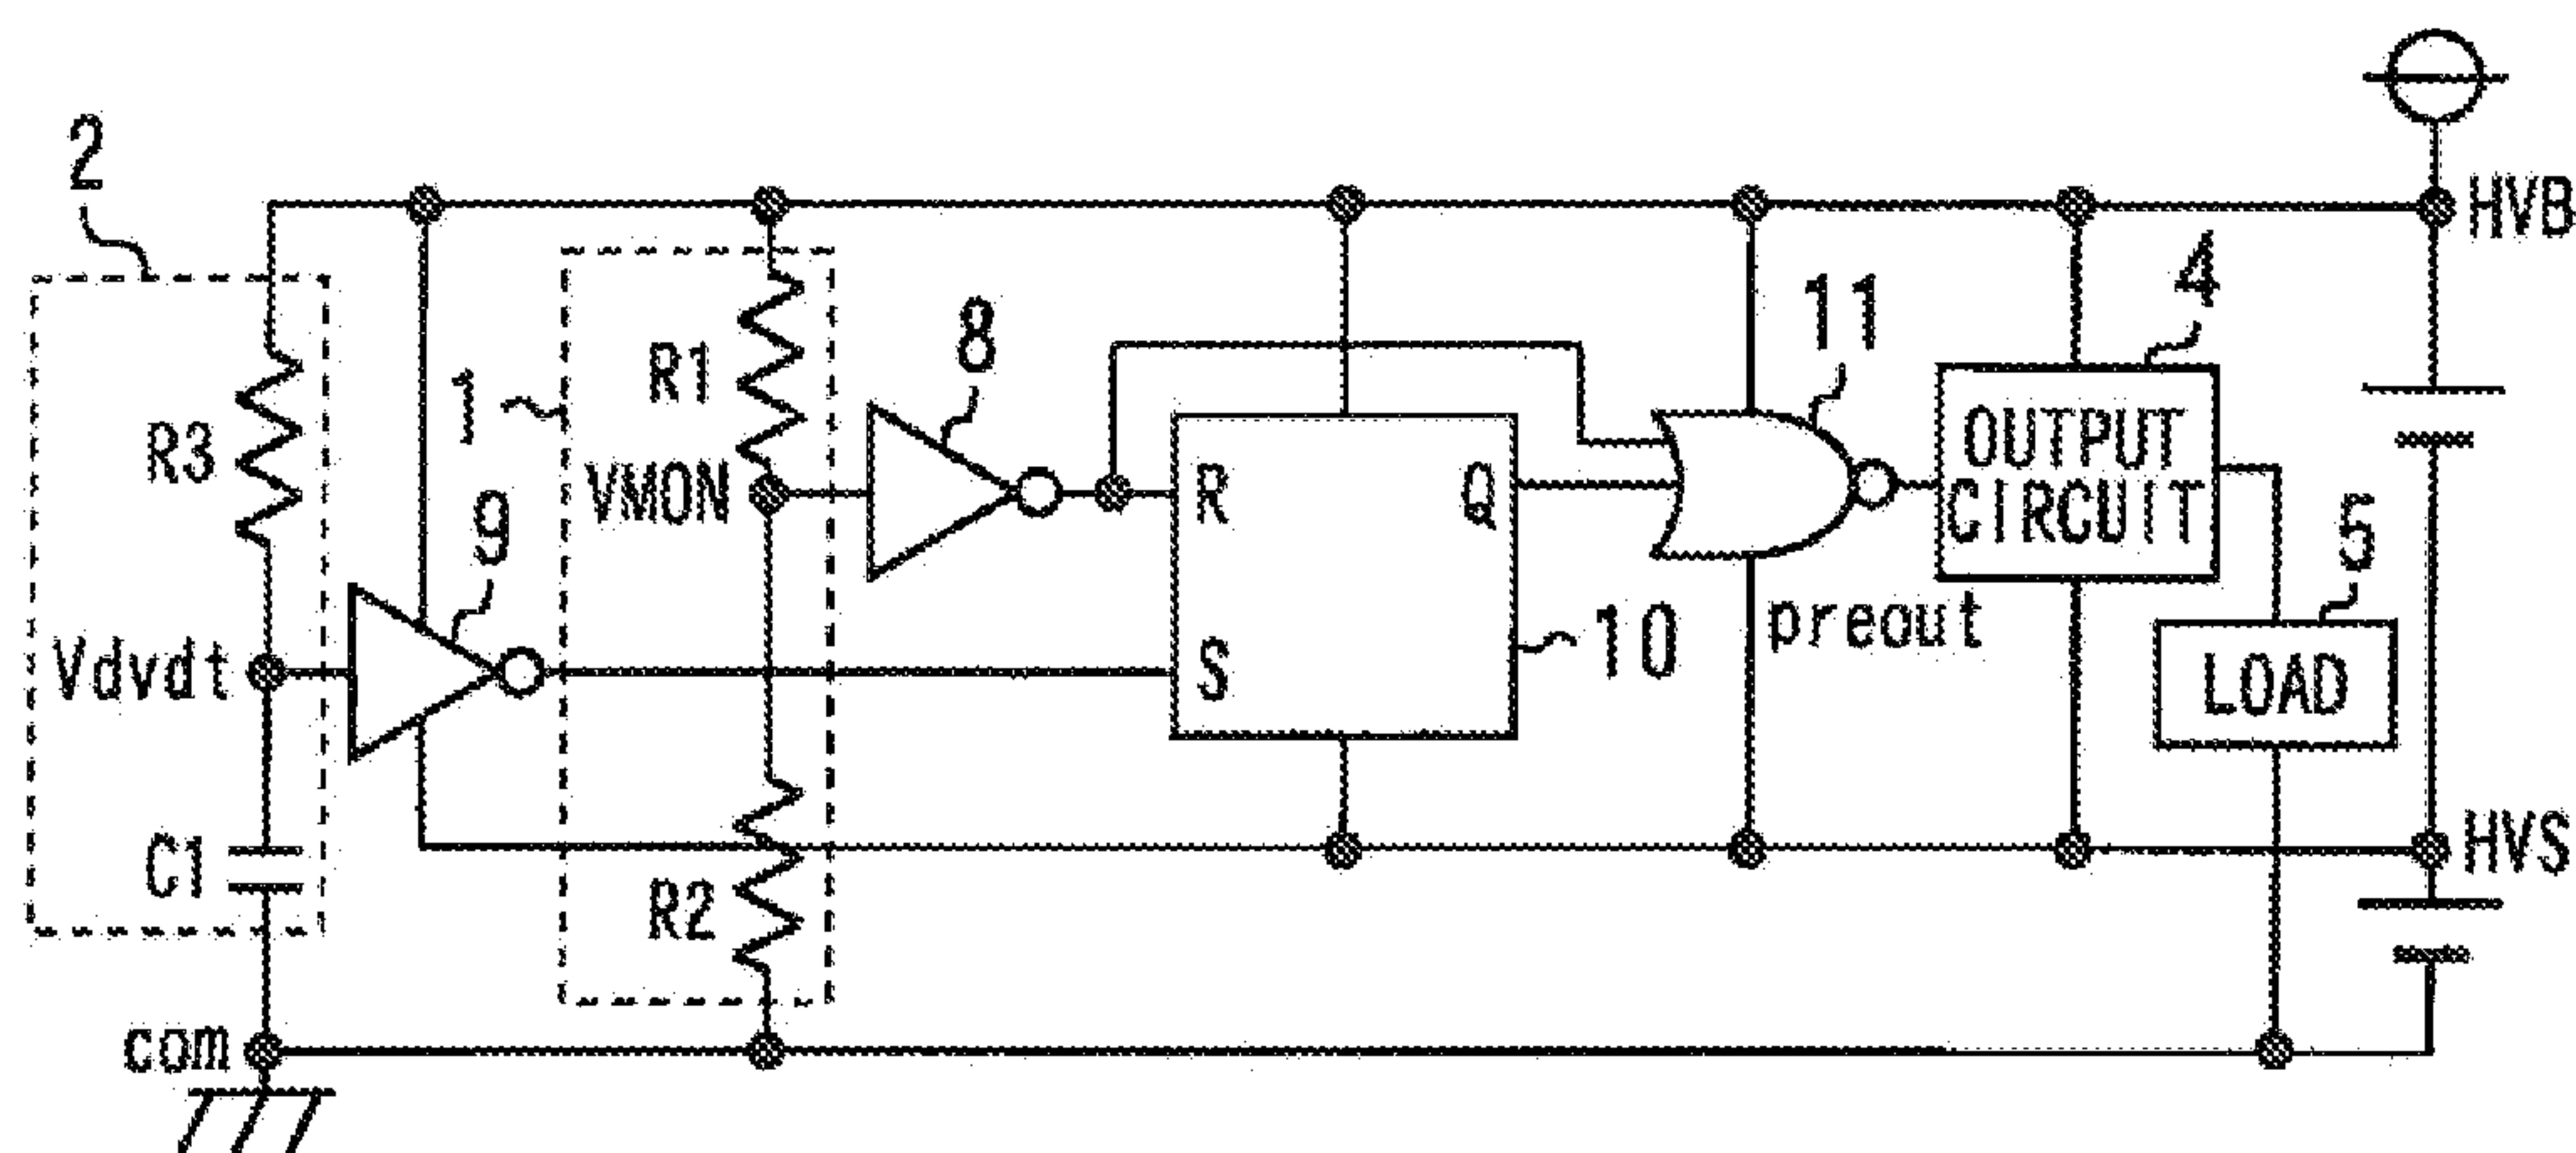 2
HVB
4
11
8
1
R1
R3
OUTPUT
CIRCUIT
VMON
R
Q
9
5
preout
10
Vdvdt
S
LOAD
C1
R2
HVS
com